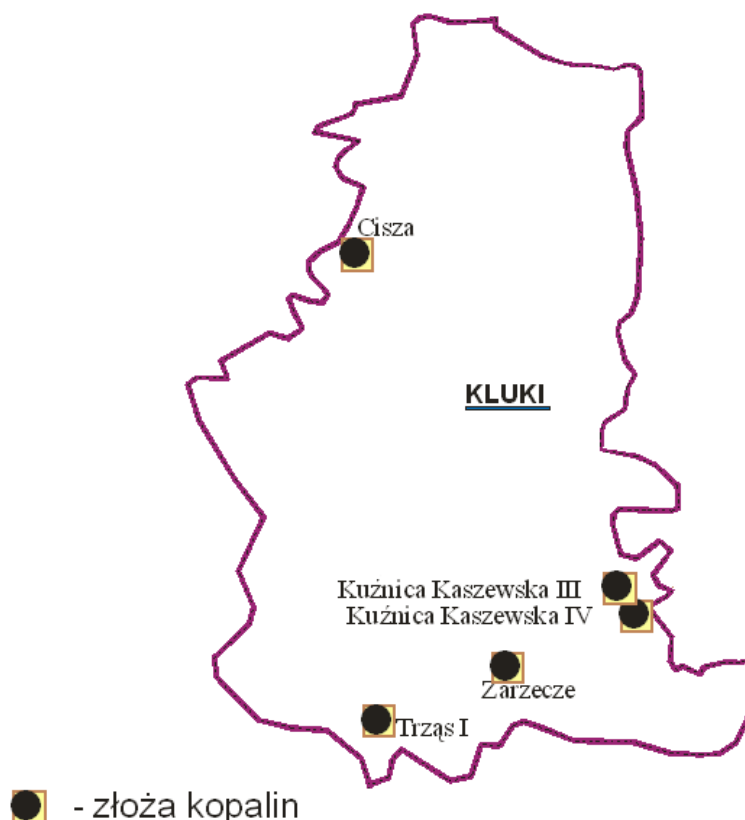 Cisza
KLUKI
Kuźnica Kaszewska III
Kuźnica Kaszewska IV
Zarzecze
Trząs I
- złoża kopalin